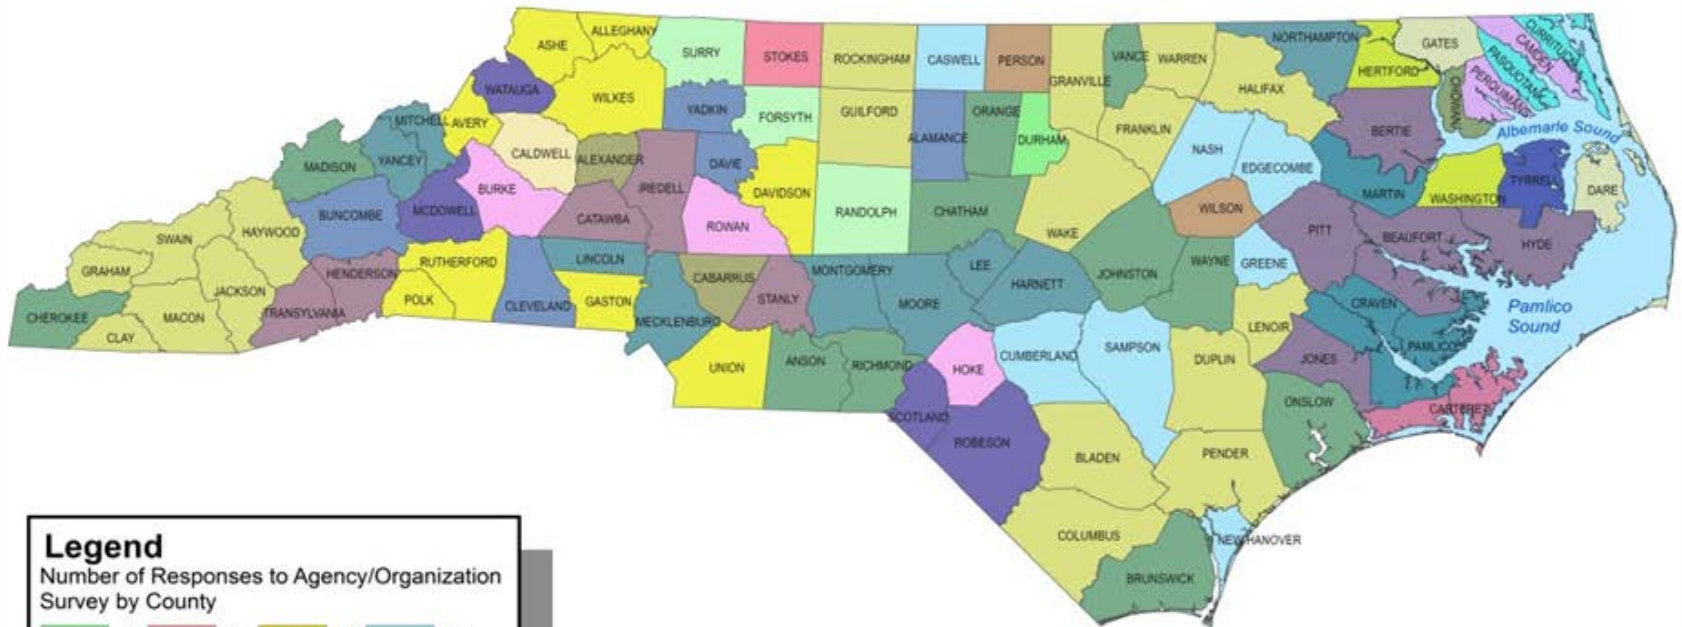 ASHE
ALLEGHANY
SURRY
STOKES
ROCKINGHAM
CASWELL
PERSON
GRANVILLE
VANCE
WARREN
NORTHAMPTON
HALIFAX
HERTFORD
GATES
CURRITUCK
CAMDEN
PASQUOTANK
PERQUIMANS
CHOWAN
WATAUGA
WILKES
YADKIN
FORSYTH
GUILFORD
ALAMANCE
ORANGE
DURHAM
FRANKLIN
NASH
EDGECOMBE
BERTIE
Albemarle Sound
MITCHELL
AVERY
CALDWELL
ALEXANDER
IREDELL
DAVIE
DAVIDSON
RANDOLPH
CHATHAM
WAKE
WILSON
MARTIN
WASHINGTON
TYRRELL
DARE
MADISON
YANCEY
BURKE
MCDOWELL
CATAWBA
ROWAN
BUNCOMBE
HAYWOOD
SWAIN
GRAHAM
JACKSON
HENDERSON
RUTHERFORD
LINCOLN
CABARRUS
MONTGOMERY
LEE
HARNETT
JOHNSTON
WAYNE
GREENE
PITT
BEAUFORT
HYDE
CHEROKEE
CLAY
MACON
TRANSYLVANIA
POLK
CLEVELAND
GASTON
MECKLENBURG
STANLY
MOORE
LENOIR
CRAVEN
PAMLICO
Pamlico
Sound
UNION
ANSON
RICHMOND
HOKE
CUMBERLAND
SAMPSON
DUPLIN
JONES
ONSLOW
CARTERET
SCOTLAND
ROBESON
BLADEN
PENDER
COLUMBUS
NEW HANOVER
BRUNSWICK
Legend
Number of Responses to Agency/Organization
Survey by County